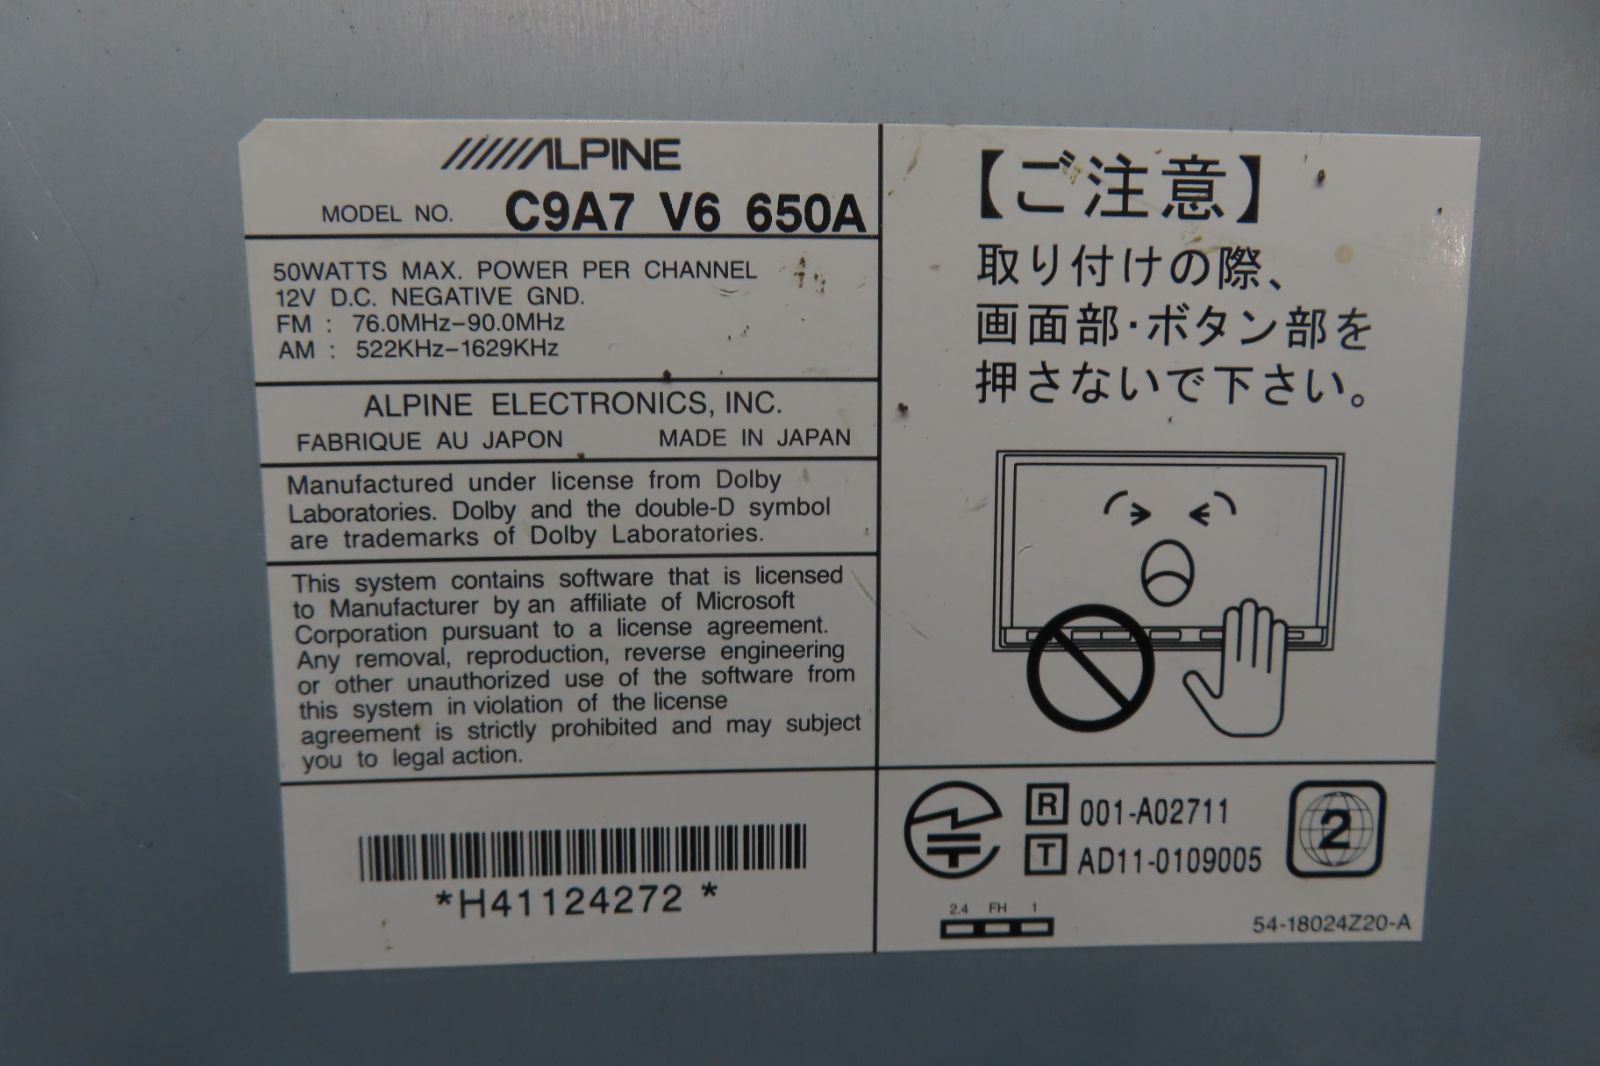 ALPINE
MODEL NO. C9A7 V6 650A
50WATTS MAX. POWER PER CHANNEL
12V D.C. NEGATIVE GND.
FM : 76.0MHz-90.0MHz
AM : 522KHz-1629KHz
ALPINE ELECTRONICS, INC.
FABRIQUE AU JAPON MADE IN JAPAN
Manufactured under license from Dolby
Laboratories. Dolby and the double-D symbol
are trademarks of Dolby Laboratories.
This system contains software that is licensed
to Manufacturer by an affiliate of Microsoft
Corporation pursuant to a license agreement.
Any removal, reproduction, reverse engineering
or other unauthorized use of the software from
this system in violation of the license
agreement is strictly prohibited and may subject
you to legal action.
*H41124272*
【ご注意】
取り付けの際、
画面部・ボタン部を
押さないで下さい。
R 001-A02711
T AD11-0109005
2
2.4 FH 1
54-18024Z20-A